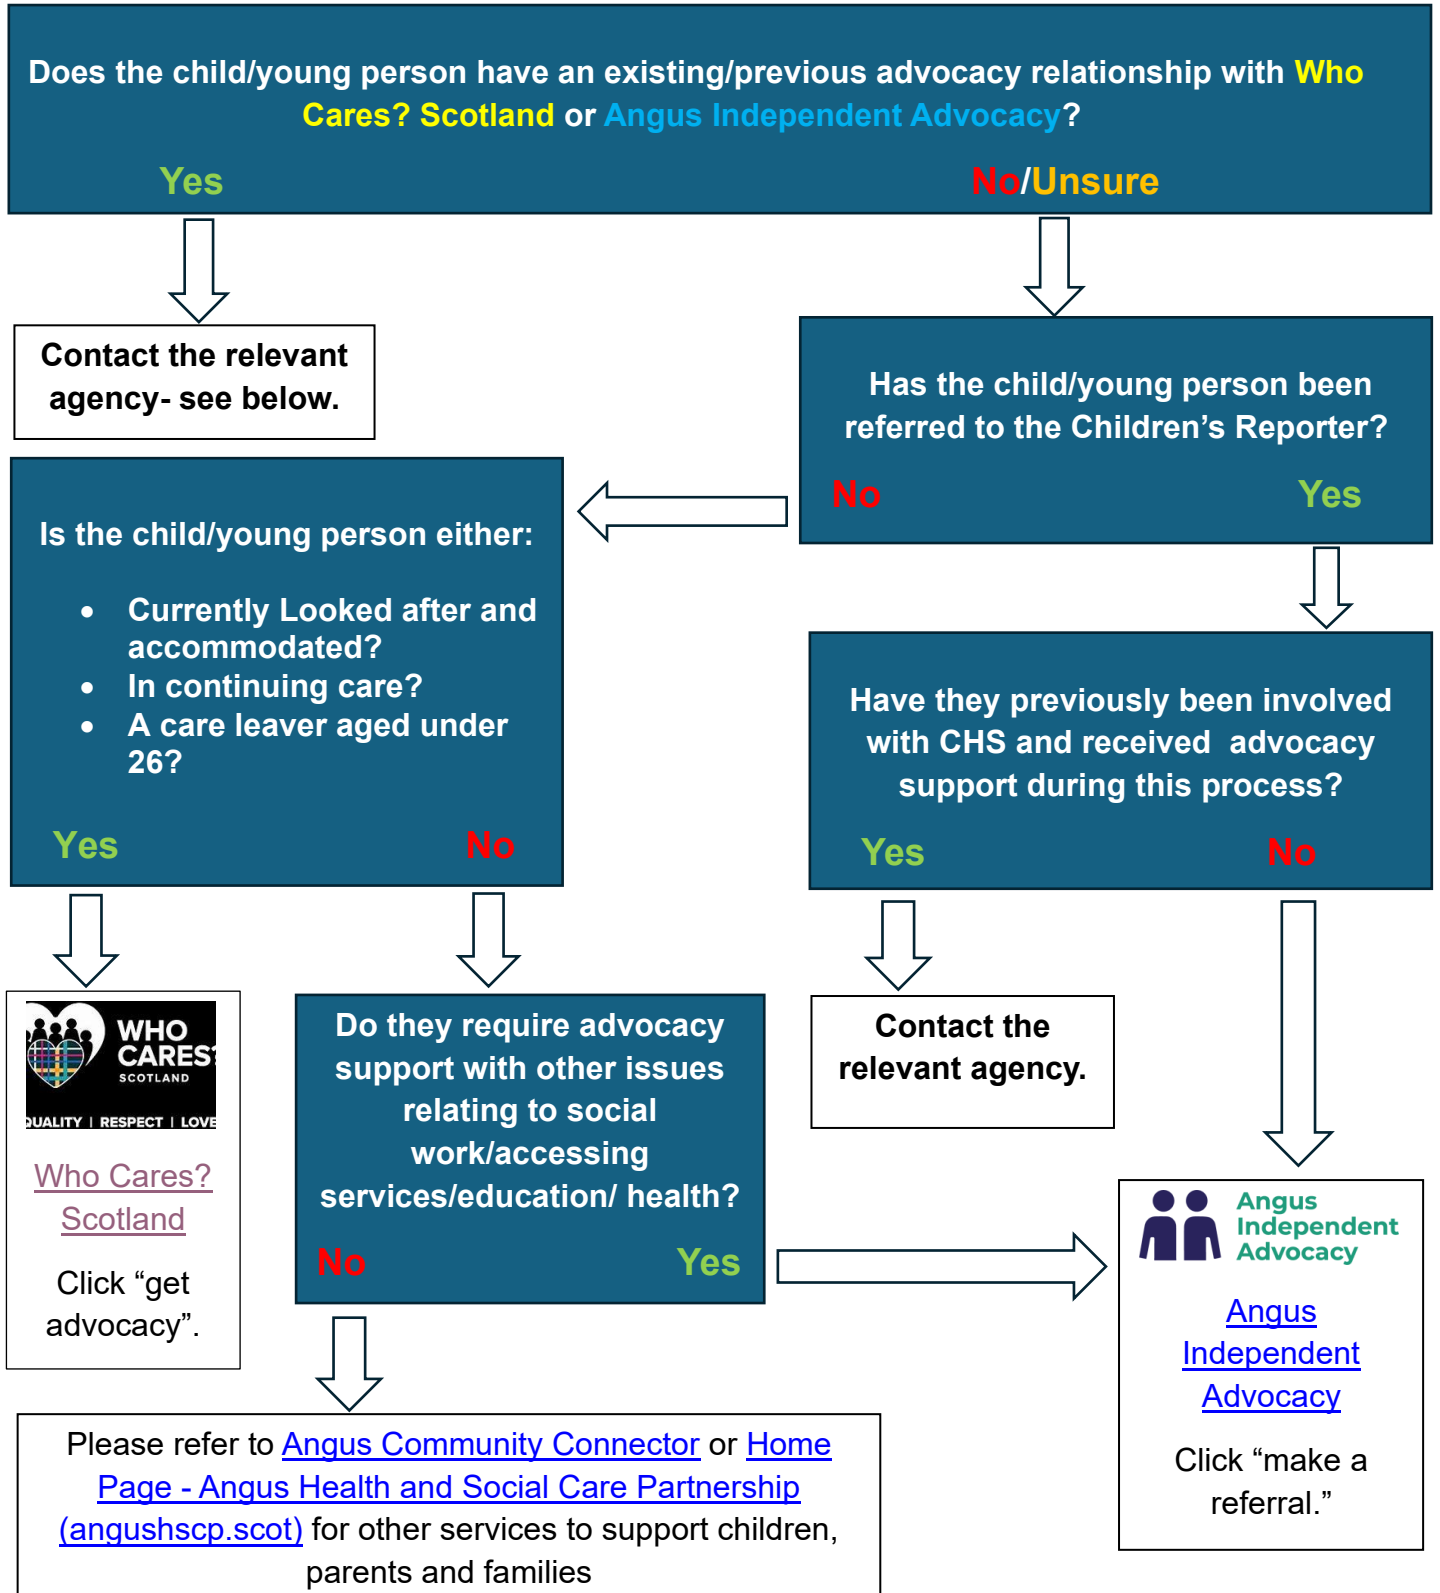 Does the child/young person have an existing/previous advocacy relationship with Who
Cares? Scotland or Angus Independent Advocacy?
Yes
No/Unsure
Contact the relevant
agency- see below.
Has the child/young person been
referred to the Children’s Reporter?
No
Yes
Is the child/young person either:
• Currently Looked after and
accommodated?
• In continuing care?
• A care leaver aged under
26?
Yes
No
Have they previously been involved
with CHS and received advocacy
support during this process?
Yes
No
WHO
CARES?
SCOTLAND
QUALITY | RESPECT | LOVE
Who Cares?
Scotland
Click “get
advocacy”.
Do they require advocacy
support with other issues
relating to social
work/accessing
services/education/ health?
No
Yes
Contact the
relevant agency.
Angus
Independent
Advocacy
Angus
Independent
Advocacy
Click “make a
referral.”
Please refer to Angus Community Connector or Home
Page - Angus Health and Social Care Partnership
(angushscp.scot) for other services to support children,
parents and families